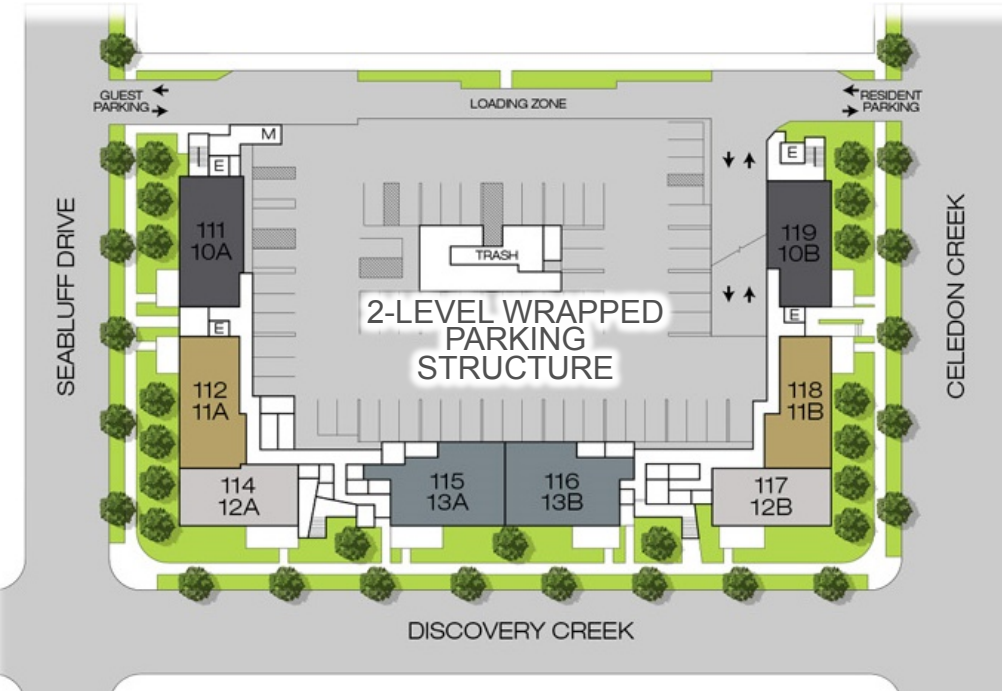 GUEST
PARKING
LOADING ZONE
RESIDENT
PARKING
M
E
E
111
10A
119
10B
TRASH
SEABLUFF DRIVE
CELEDON CREEK
2-LEVEL WRAPPED
PARKING
STRUCTURE
E
E
112
11A
118
11B
114
12A
115
13A
116
13B
117
12B
DISCOVERY CREEK